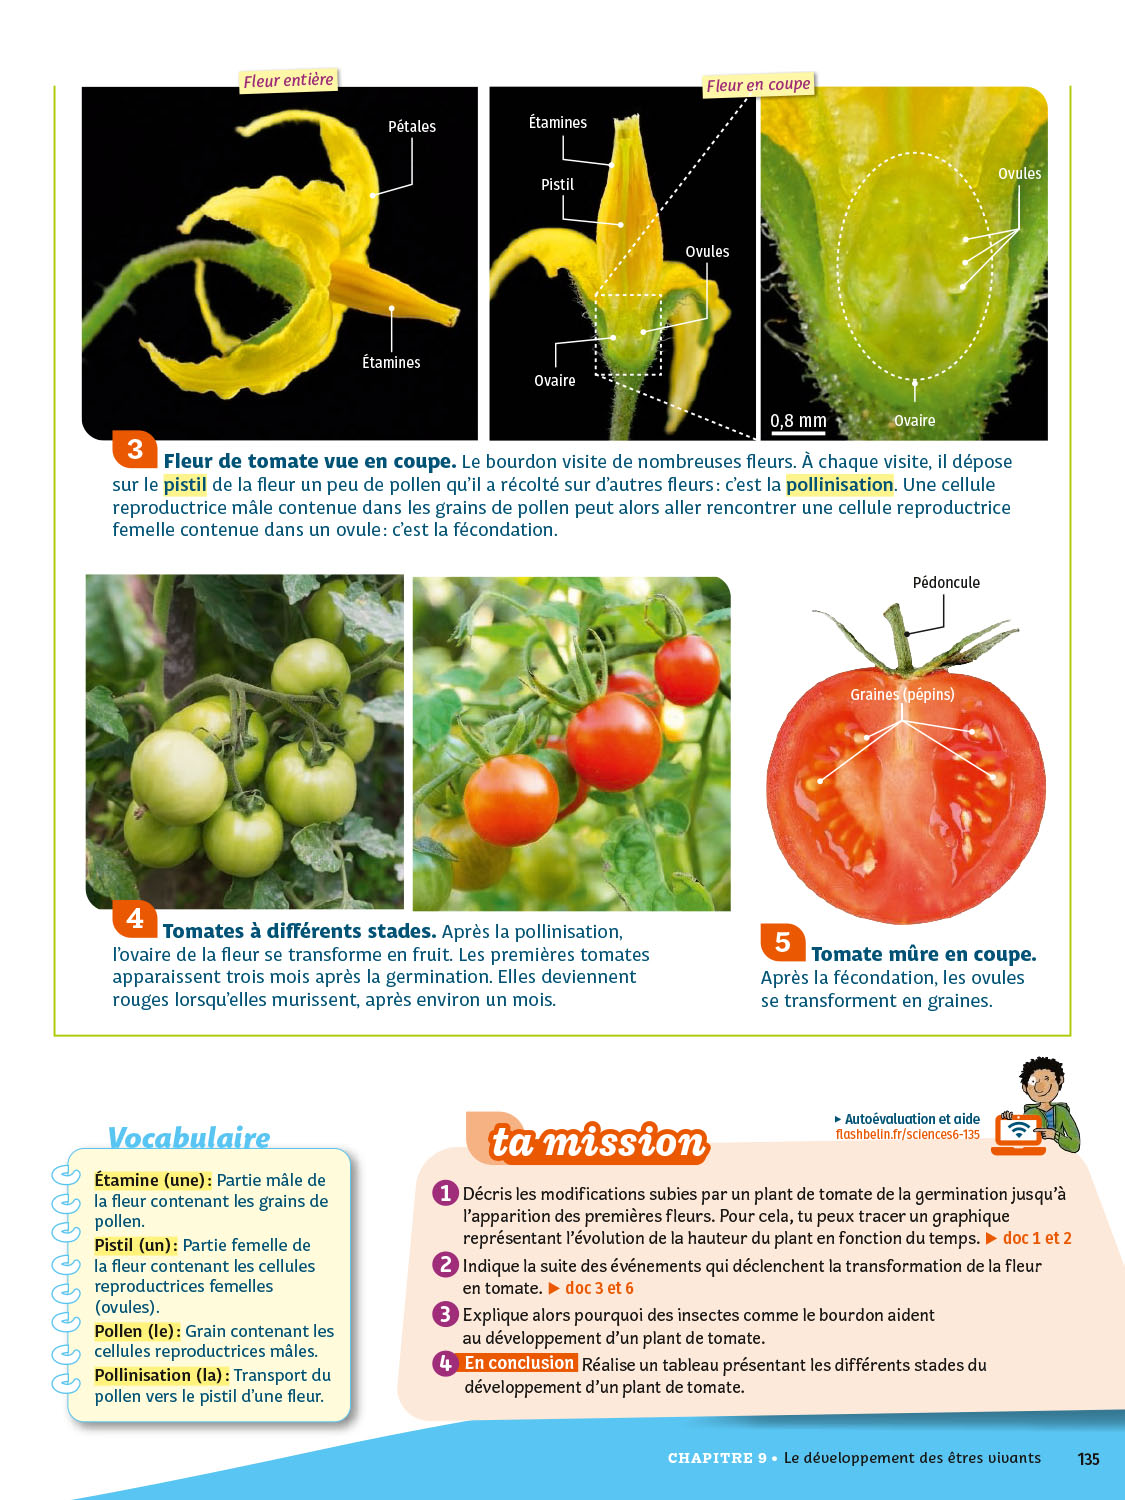 Fleur entière
Fleur en coupe
Pétales
Étamines
Étamines
Pistil
Ovules
Ovaire
Ovules
Ovaire
0,8 mm
3 Fleur de tomate vue en coupe. Le bourdon visite de nombreuses fleurs. À chaque visite, il dépose
sur le pistil de la fleur un peu de pollen qu’il a récolté sur d’autres fleurs : c’est la pollinisation. Une cellule
reproductrice mâle contenue dans les grains de pollen peut alors aller rencontrer une cellule reproductrice
femelle contenue dans un ovule : c’est la fécondation.
Pédoncule
Graines (pépins)
4 Tomates à différents stades. Après la pollinisation,
l’ovaire de la fleur se transforme en fruit. Les premières tomates
apparaissent trois mois après la germination. Elles deviennent
rouges lorsqu’elles murissent, après environ un mois.
5 Tomate mûre en coupe.
Après la fécondation, les ovules
se transforment en graines.
Vocabulaire
Étamine (une) : Partie mâle de
la fleur contenant les grains de
pollen.
Pistil (un) : Partie femelle de
la fleur contenant les cellules
reproductrices femelles
(ovules).
Pollen (le) : Grain contenant les
cellules reproductrices mâles.
Pollinisation (la) : Transport du
pollen vers le pistil d’une fleur.
ta mission
▸ Autoévaluation et aide
flashbelin.fr/sciences6-135
1 Décris les modifications subies par un plant de tomate de la germination jusqu’à
l’apparition des premières fleurs. Pour cela, tu peux tracer un graphique
représentant l’évolution de la hauteur du plant en fonction du temps. ▶ doc 1 et 2
2 Indique la suite des événements qui déclenchent la transformation de la fleur
en tomate. ▶ doc 3 et 6
3 Explique alors pourquoi des insectes comme le bourdon aident
au développement d’un plant de tomate.
4 En conclusion Réalise un tableau présentant les différents stades du
développement d’un plant de tomate.
CHAPITRE 9 • Le développement des êtres vivants 135